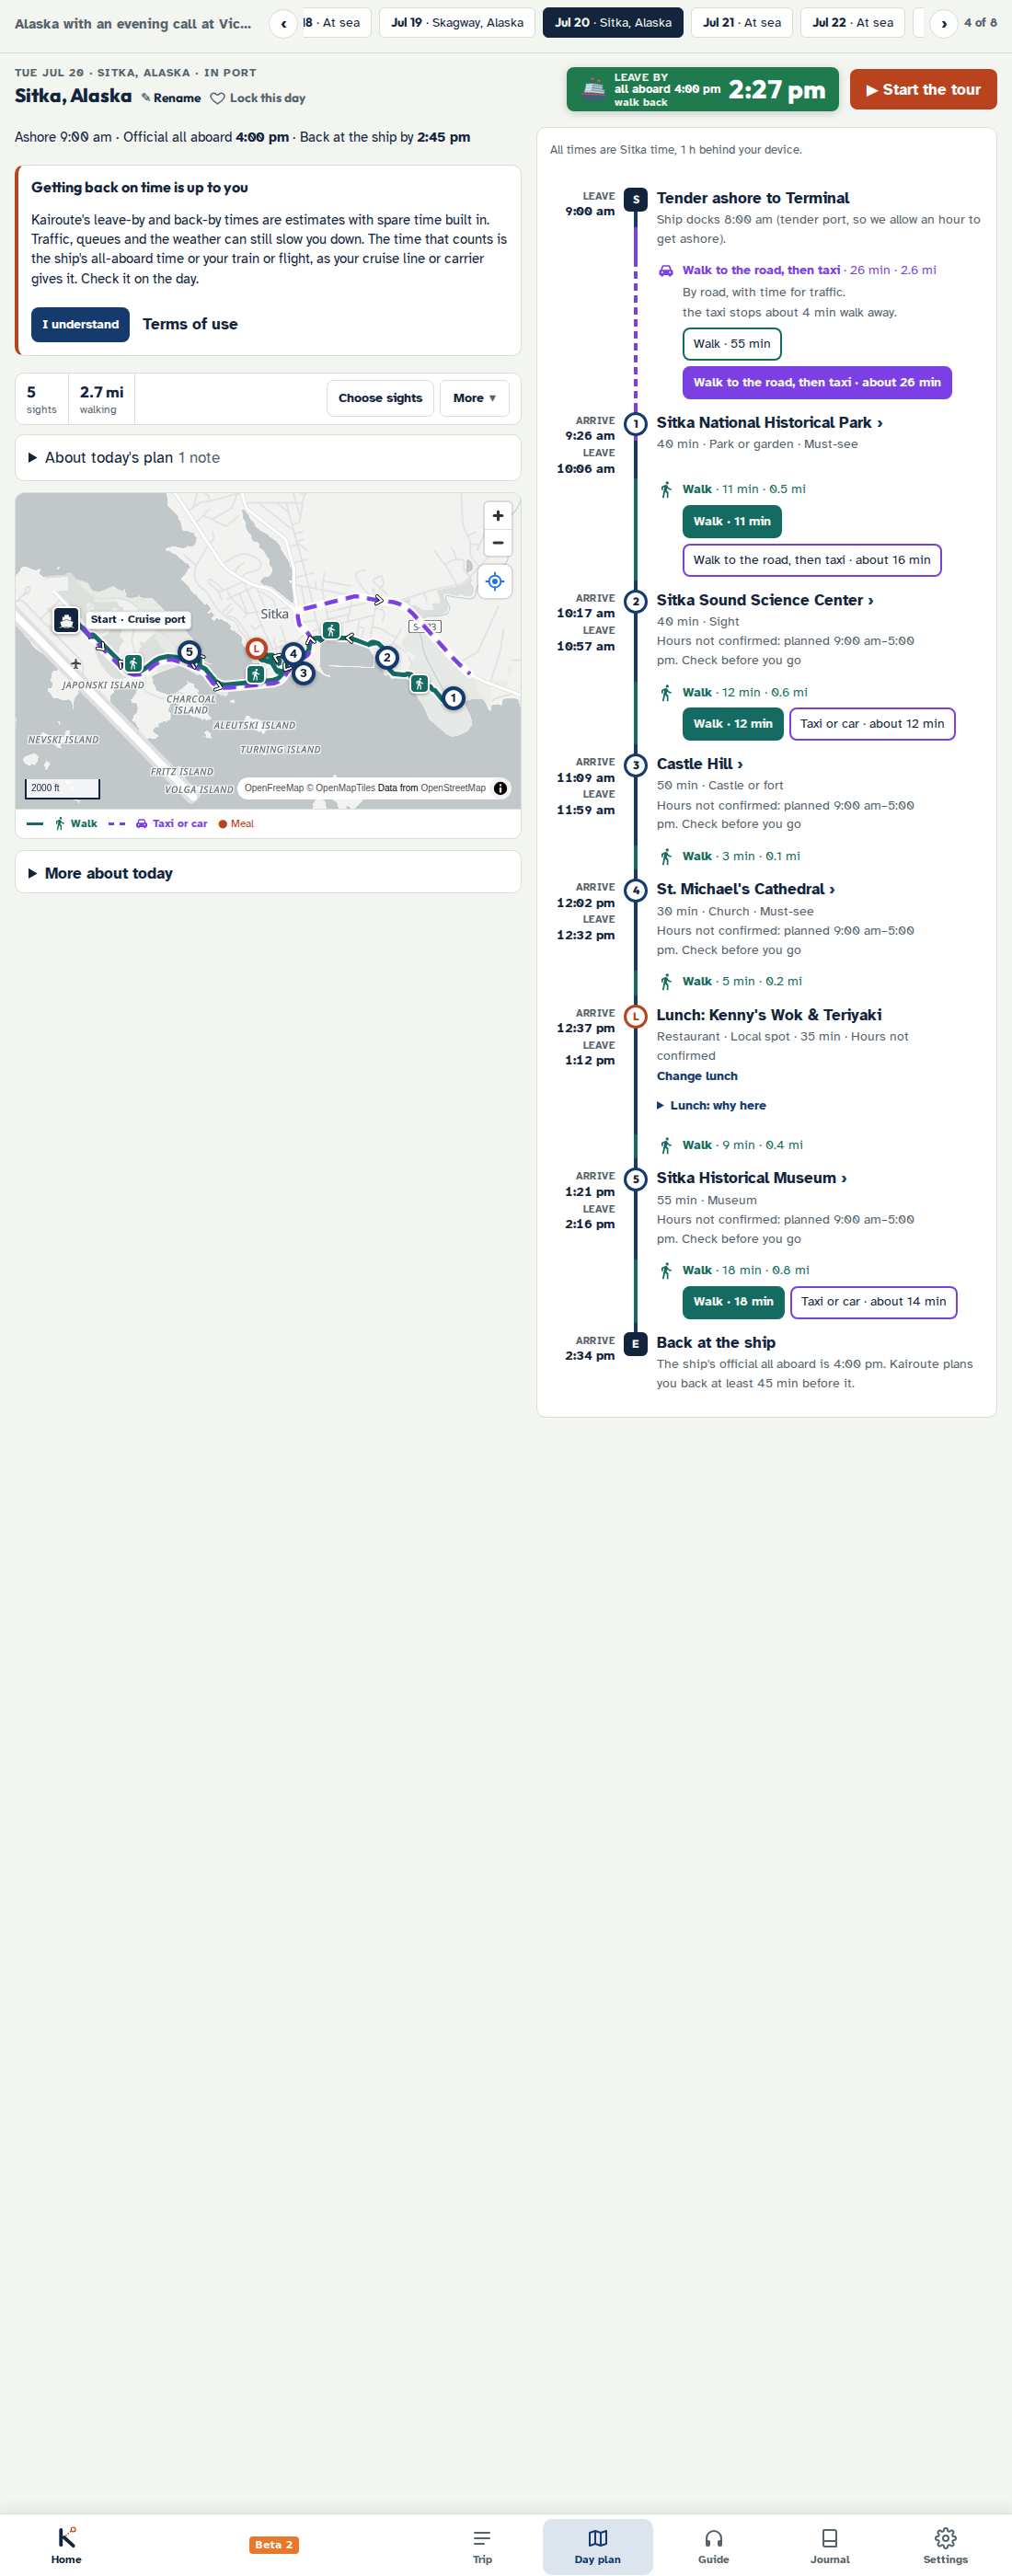 Alaska with an evening call at Vic...
‹
18 · At sea
Jul 19 · Skagway, Alaska
Jul 20 · Sitka, Alaska
Jul 21 · At sea
Jul 22 · At sea
›
4 of 8
TUE JUL 20 · SITKA, ALASKA · IN PORT
Sitka, Alaska
✎ Rename
Lock this day
LEAVE BY
all aboard 4:00 pm
walk back
2:27 pm
▶ Start the tour
Ashore 9:00 am · Official all aboard 4:00 pm · Back at the ship by 2:45 pm
Getting back on time is up to you
Kairoute's leave-by and back-by times are estimates with spare time built in.
Traffic, queues and the weather can still slow you down. The time that counts is
the ship's all-aboard time or your train or flight, as your cruise line or carrier
gives it. Check it on the day.
I understand
Terms of use
5
sights
2.7 mi
walking
Choose sights
More ▼
▶ About today's plan 1 note
+
−
Sitka
Start · Cruise port
5
L
4
3
2
1
JAPONSKI ISLAND
CHARCOAL
ISLAND
ALEUTSKI ISLAND
NEVSKI ISLAND
TURNING ISLAND
FRITZ ISLAND
VOLGA ISLAND
2000 ft
OpenFreeMap © OpenMapTiles Data from OpenStreetMap
Walk
Taxi or car
Meal
▶ More about today
All times are Sitka time, 1 h behind your device.
LEAVE
9:00 am
S
Tender ashore to Terminal
Ship docks 8:00 am (tender port, so we allow an hour to
get ashore).
Walk to the road, then taxi · 26 min · 2.6 mi
By road, with time for traffic.
the taxi stops about 4 min walk away.
Walk · 55 min
Walk to the road, then taxi · about 26 min
ARRIVE
9:26 am
LEAVE
10:06 am
1
Sitka National Historical Park ›
40 min · Park or garden · Must-see
Walk · 11 min · 0.5 mi
Walk · 11 min
Walk to the road, then taxi · about 16 min
ARRIVE
10:17 am
LEAVE
10:57 am
2
Sitka Sound Science Center ›
40 min · Sight
Hours not confirmed: planned 9:00 am–5:00
pm. Check before you go
Walk · 12 min · 0.6 mi
Walk · 12 min
Taxi or car · about 12 min
ARRIVE
11:09 am
LEAVE
11:59 am
3
Castle Hill ›
50 min · Castle or fort
Hours not confirmed: planned 9:00 am–5:00
pm. Check before you go
Walk · 3 min · 0.1 mi
ARRIVE
12:02 pm
LEAVE
12:32 pm
4
St. Michael's Cathedral ›
30 min · Church · Must-see
Hours not confirmed: planned 9:00 am–5:00
pm. Check before you go
Walk · 5 min · 0.2 mi
ARRIVE
12:37 pm
LEAVE
1:12 pm
L
Lunch: Kenny's Wok & Teriyaki
Restaurant · Local spot · 35 min · Hours not
confirmed
Change lunch
▶ Lunch: why here
Walk · 9 min · 0.4 mi
ARRIVE
1:21 pm
LEAVE
2:16 pm
5
Sitka Historical Museum ›
55 min · Museum
Hours not confirmed: planned 9:00 am–5:00
pm. Check before you go
Walk · 18 min · 0.8 mi
Walk · 18 min
Taxi or car · about 14 min
ARRIVE
2:34 pm
E
Back at the ship
The ship's official all aboard is 4:00 pm. Kairoute plans
you back at least 45 min before it.
Home
Beta 2
Trip
Day plan
Guide
Journal
Settings